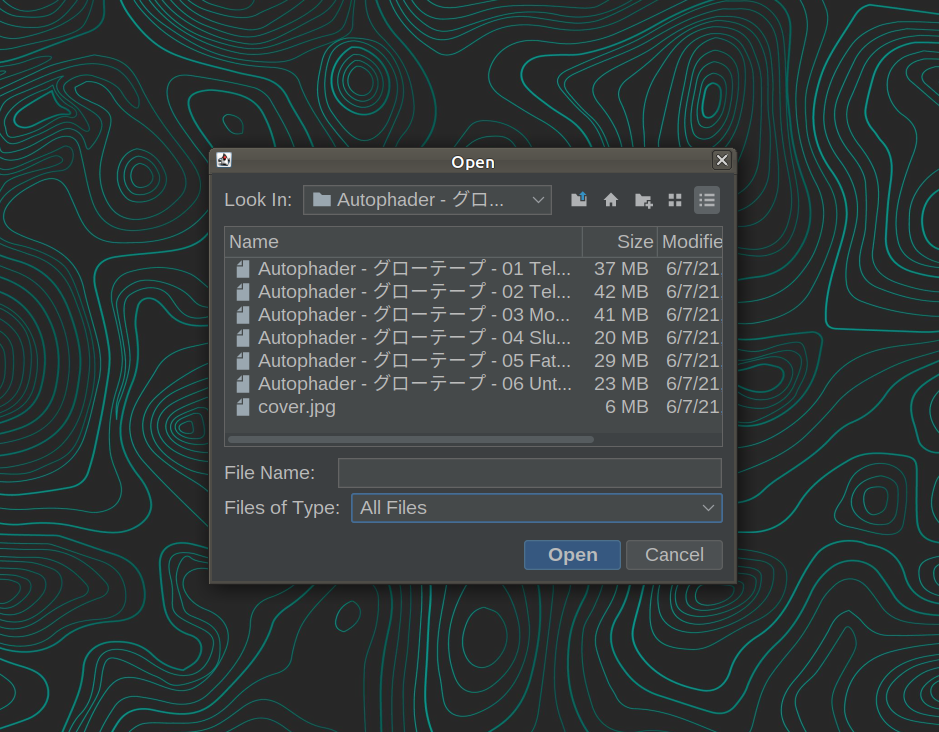 Open
Look In: Autophader - グロ...
Name Size Modifie
Autophader - グローテープ - 01 Tel... 37 MB 6/7/21
Autophader - グローテープ - 02 Tel... 42 MB 6/7/21
Autophader - グローテープ - 03 Mo... 41 MB 6/7/21
Autophader - グローテープ - 04 Slu... 20 MB 6/7/21
Autophader - グローテープ - 05 Fat... 29 MB 6/7/21
Autophader - グローテープ - 06 Unt... 23 MB 6/7/21
cover.jpg 6 MB 6/7/21
File Name:
Files of Type: All Files
Open Cancel